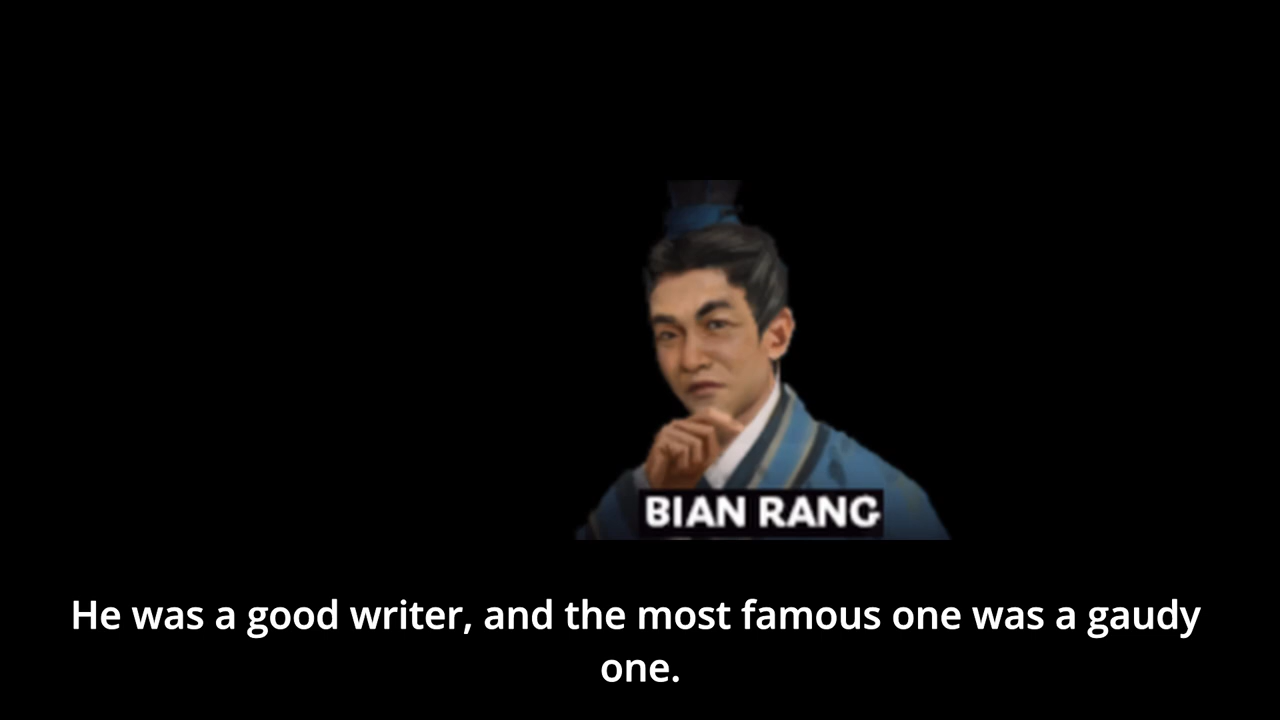 BIAN RANG
He was a good writer, and the most famous one was a gaudy
one.